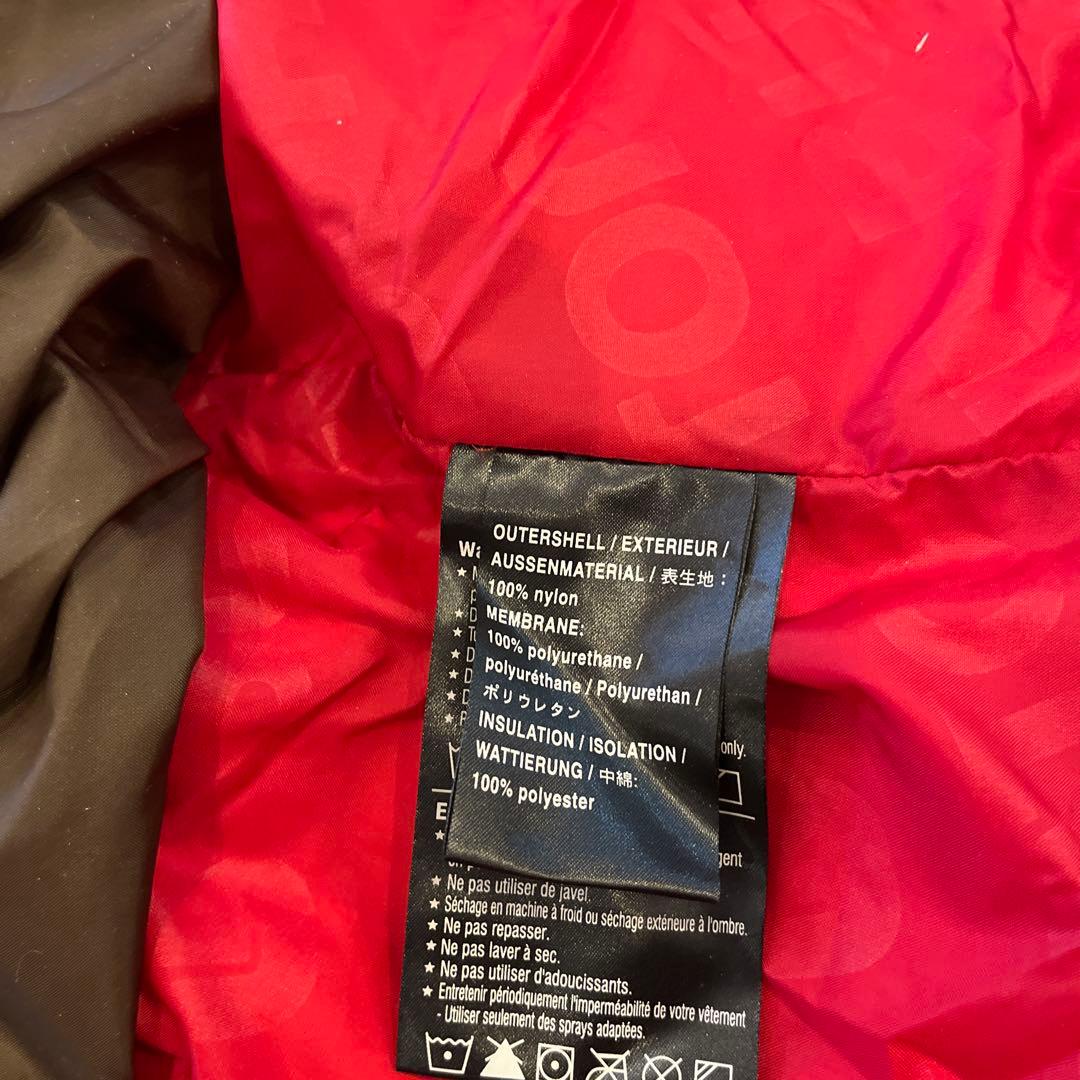 OUTERSHELL / EXTERIEUR /
AUSSENMATERIAL / 表生地 :
100% nylon
MEMBRANE:
100% polyurethane /
polyuréthane / Polyurethan /
ポリウレタン
INSULATION / ISOLATION /
WATTIERUNG / 中綿:
100% polyester
only.
★ Ne pas utiliser de javel.
★ Séchage en machine à froid ou séchage extérieure à l'ombre.
★ Ne pas repasser.
★ Ne pas laver à sec.
★ Ne pas utiliser d'adoucissants.
★ Entretenir périodiquement l'imperméabilité de votre vêtement
- Utiliser seulement des sprays adaptées.